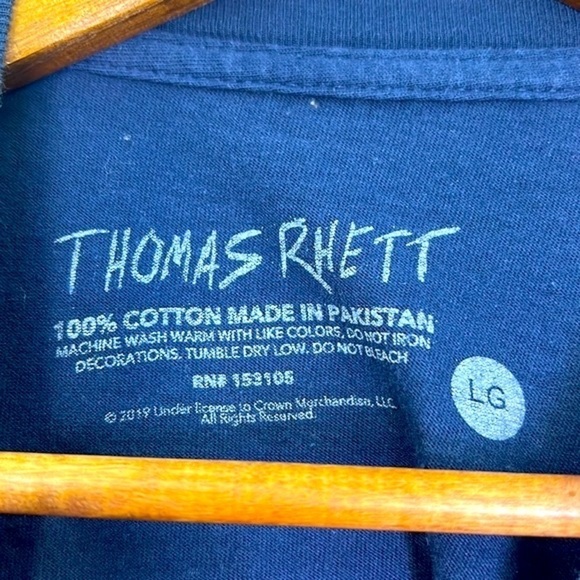 THOMAS RHETT
100% COTTON MADE IN PAKISTAN
MACHINE WASH WARM WITH LIKE COLORS, DO NOT IRON
DECORATIONS. TUMBLE DRY LOW. DO NOT BLEACH
RN# 153105
© 2019 Under license to Crown Merchandise, LLC
All Rights Reserved.
LG